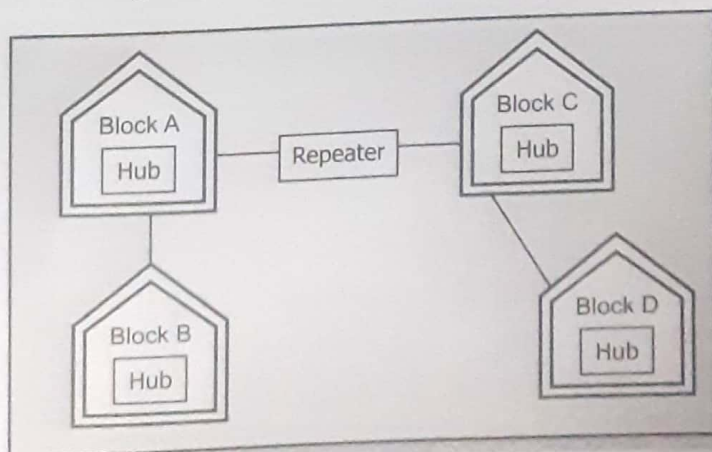 Block A
Hub
Repeater
Block C
Hub
Block B
Hub
Block D
Hub